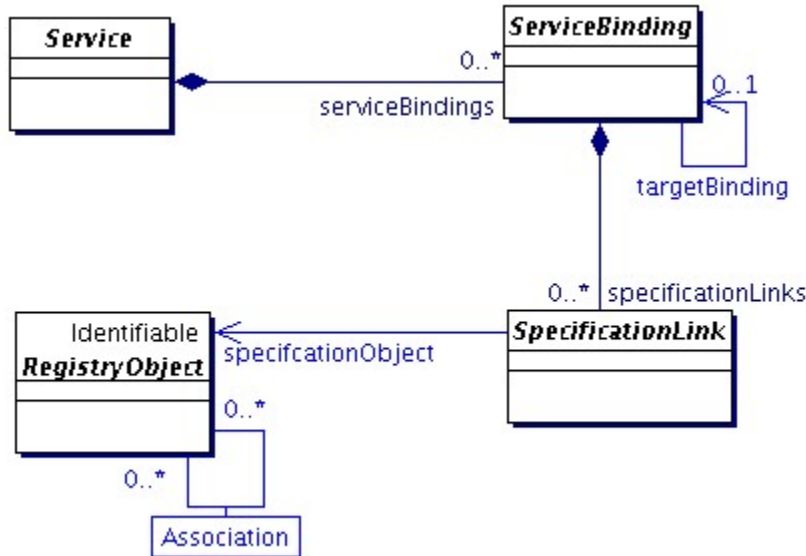 Service
ServiceBinding
0..*
serviceBindings
0..1
targetBinding
0..*
specificationLinks
Identifiable
RegistryObject
specifcationObject
SpecificationLink
0..*
0..*
Association